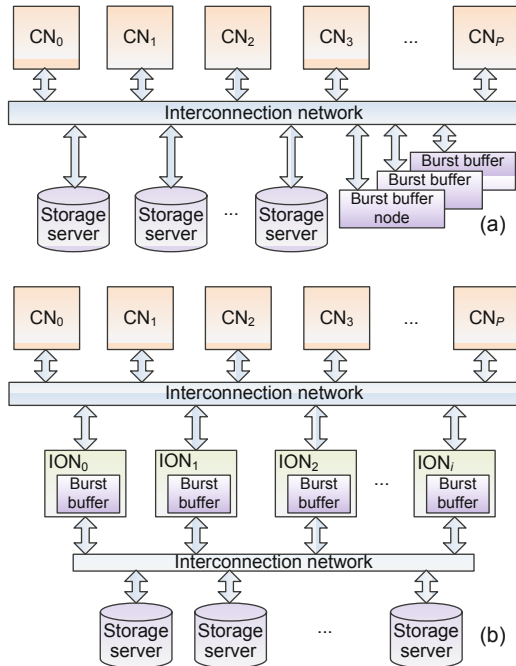 CN0 CN1 CN2 CN3 ... CNP
Interconnection network
Burst buffer
Burst buffer
Burst buffer
node
Storage
server
Storage
server
...
Storage
server
(a)
CN0 CN1 CN2 CN3 ... CNP
Interconnection network
ION0 ION1 ION2 IONi
Burst
buffer
Burst
buffer
Burst
buffer
...
Burst
buffer
Interconnection network
Storage
server
Storage
server
...
Storage
server
(b)